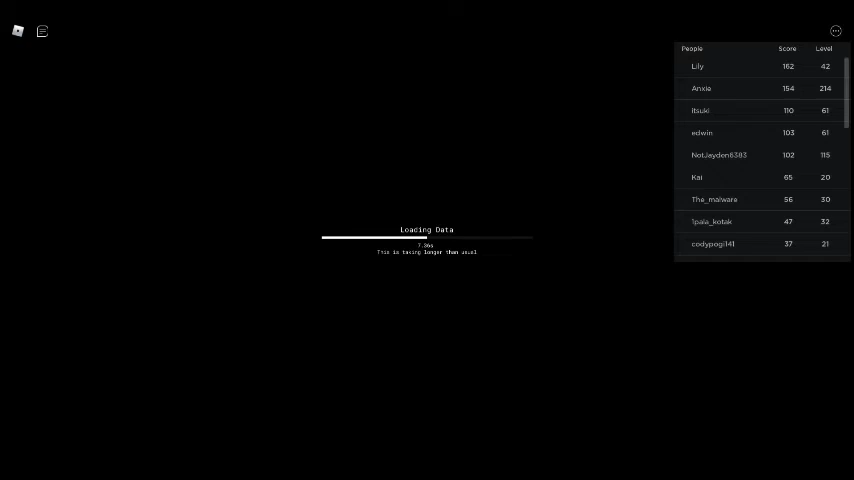 People Score Level
Lily 162 42
Anxie 154 214
itsuki 110 61
edwin 103 61
NotJayden6383 102 115
Kai 65 20
The_malware 56 30
1pala_kotak 47 32
codypogi141 37 21
Loading Data
7.36s
This is taking longer than usual